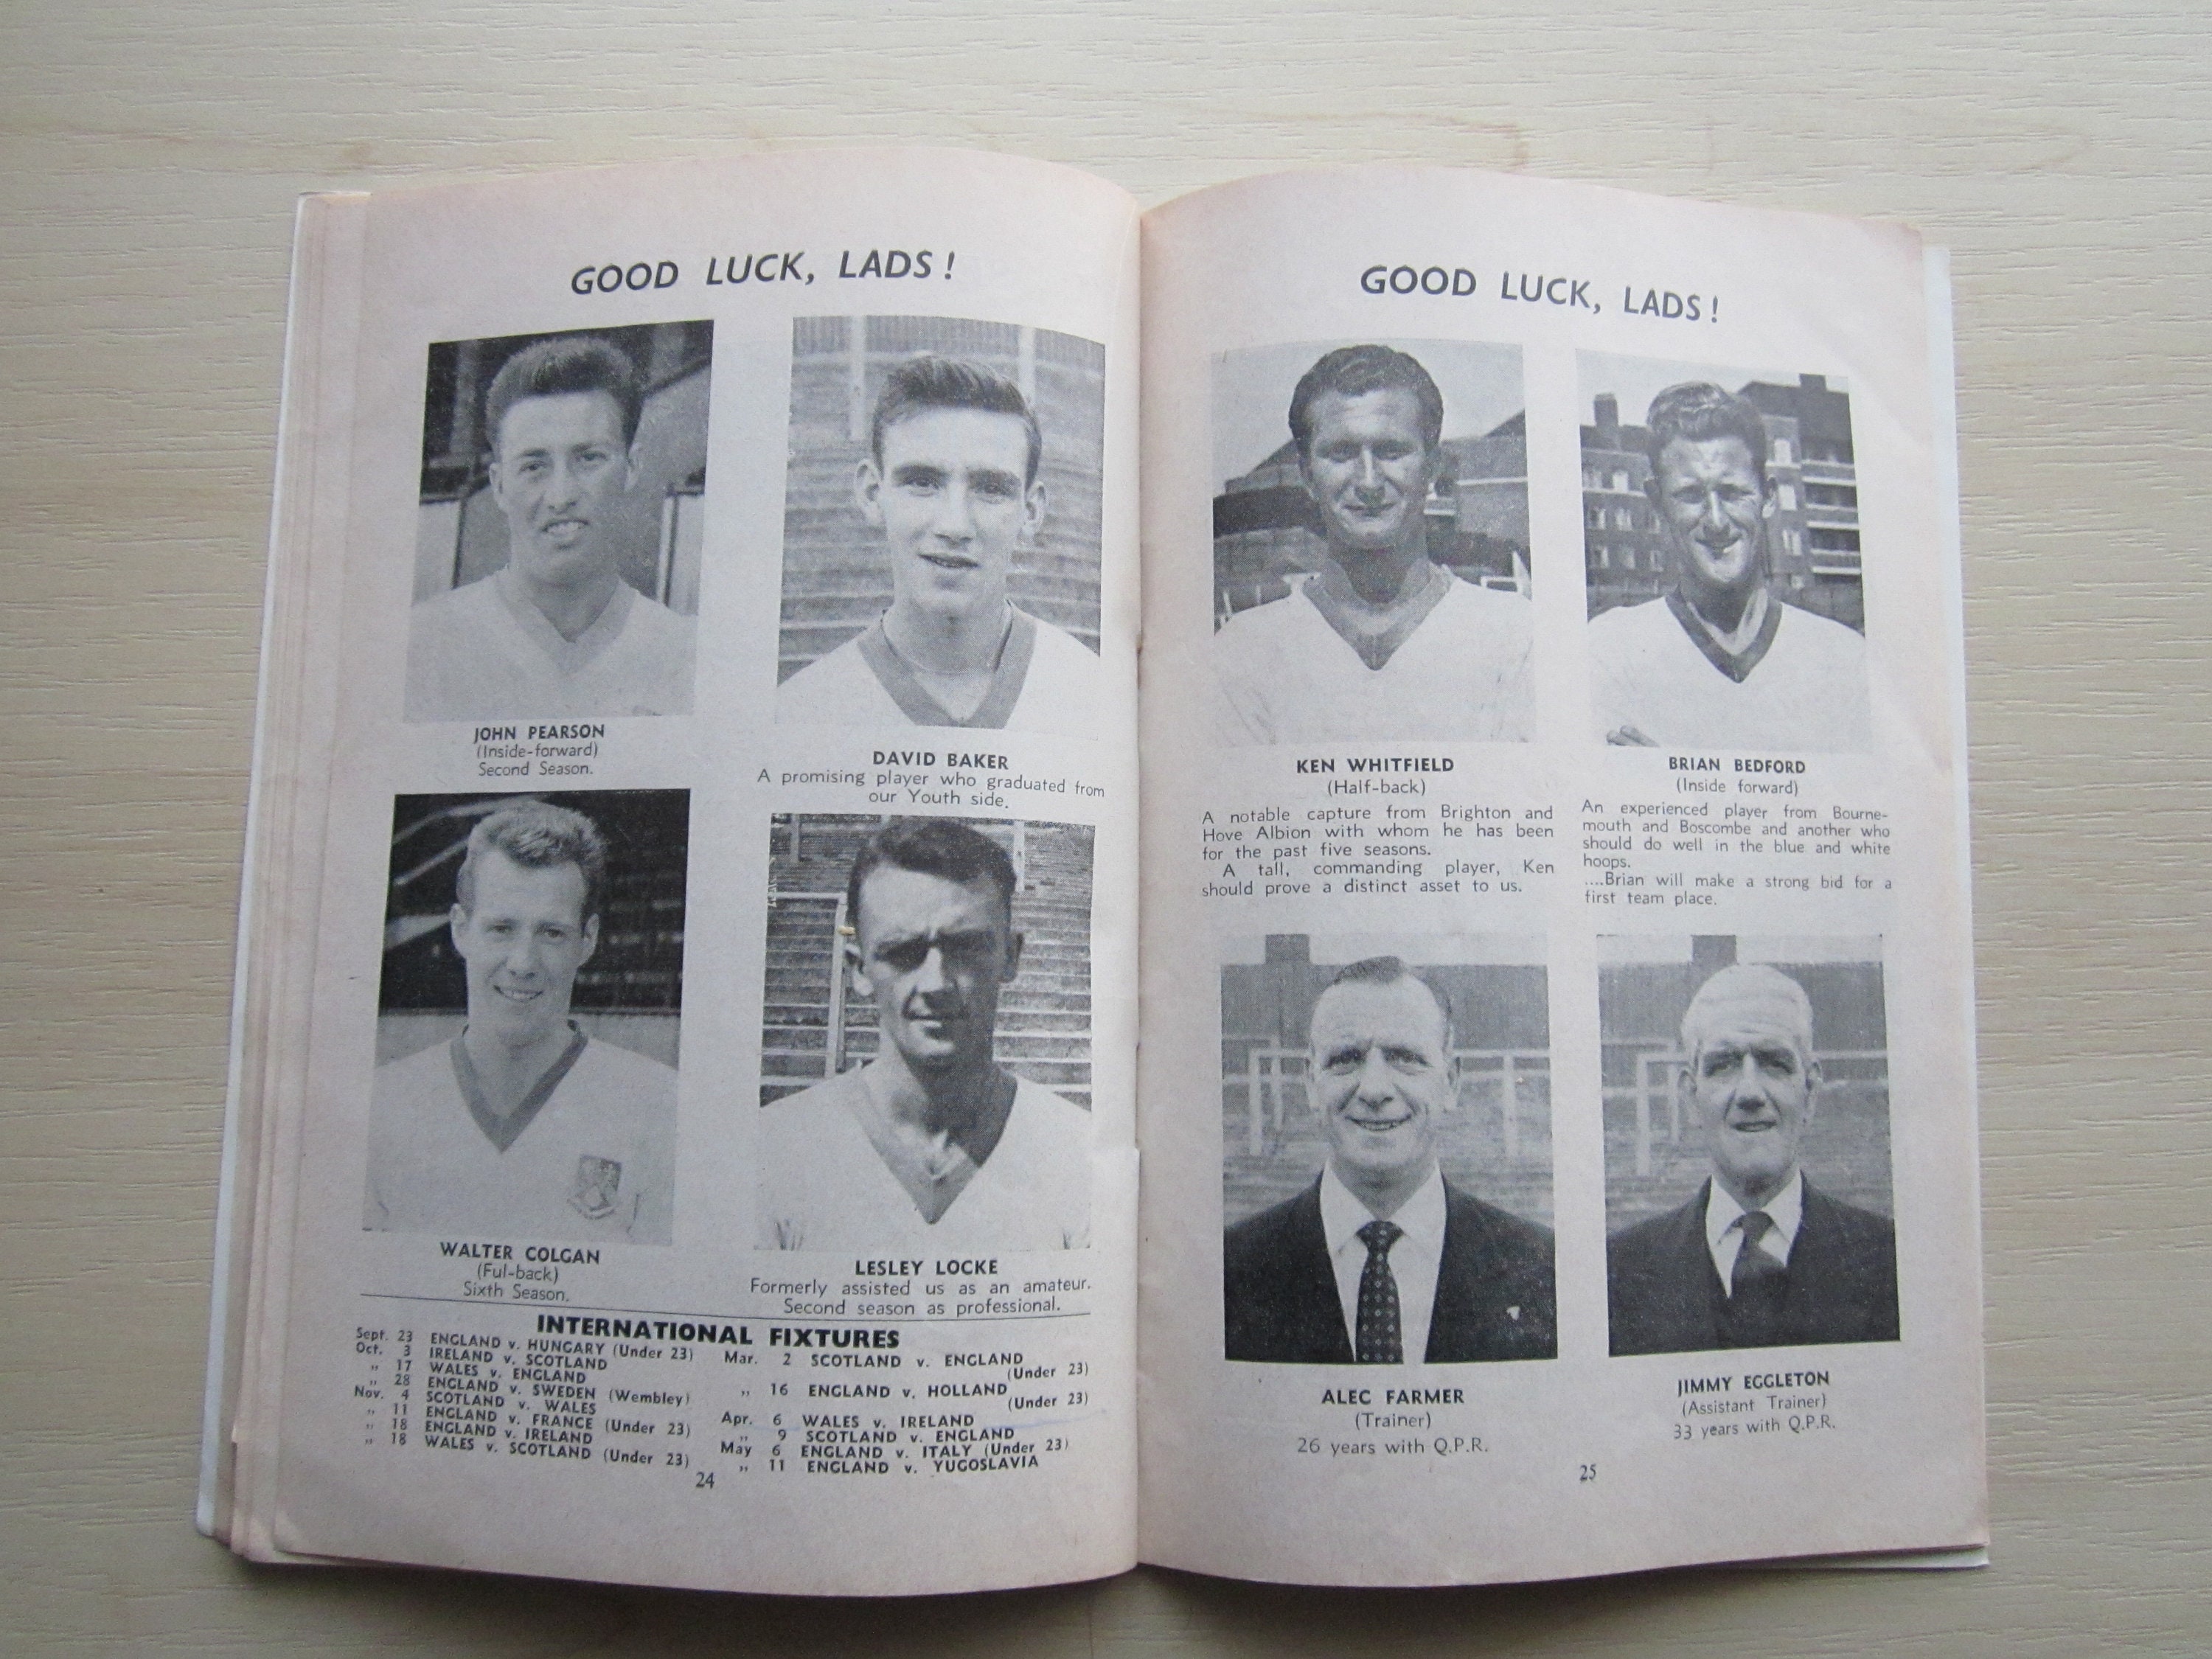 GOOD LUCK, LADS !
JOHN PEARSON
(Inside-forward)
Second Season.
DAVID BAKER
A promising player who graduated from
our Youth side.
WALTER COLGAN
(Ful-back)
Sixth Season.
LESLEY LOCKE
Formerly assisted us as an amateur.
Second season as professional.
INTERNATIONAL FIXTURES
Sept. 23 ENGLAND v. HUNGARY (Under 23)
Oct. 3 IRELAND v. SCOTLAND
,, 17 WALES v. ENGLAND
,, 28 ENGLAND v. SWEDEN (Wembley)
Nov. 4 SCOTLAND v. WALES
,, 11 ENGLAND v. FRANCE (Under 23)
,, 18 ENGLAND v. IRELAND
,, 18 WALES v. SCOTLAND (Under 23)
Mar. 2 SCOTLAND v. ENGLAND
(Under 23)
,, 16 ENGLAND v. HOLLAND
(Under 23)
Apr. 6 WALES v. IRELAND
,, 9 SCOTLAND v. ENGLAND
May 6 ENGLAND v. ITALY (Under 23)
,, 11 ENGLAND v. YUGOSLAVIA
24
GOOD LUCK, LADS !
KEN WHITFIELD
(Half-back)
A notable capture from Brighton and
Hove Albion with whom he has been
for the past five seasons.
A tall, commanding player, Ken
should prove a distinct asset to us.
BRIAN BEDFORD
(Inside forward)
An experienced player from Bourne-
mouth and Boscombe and another who
should do well in the blue and white
hoops.
....Brian will make a strong bid for a
first team place.
ALEC FARMER
(Trainer)
26 years with Q.P.R.
JIMMY EGGLETON
(Assistant Trainer)
33 years with Q.P.R.
25